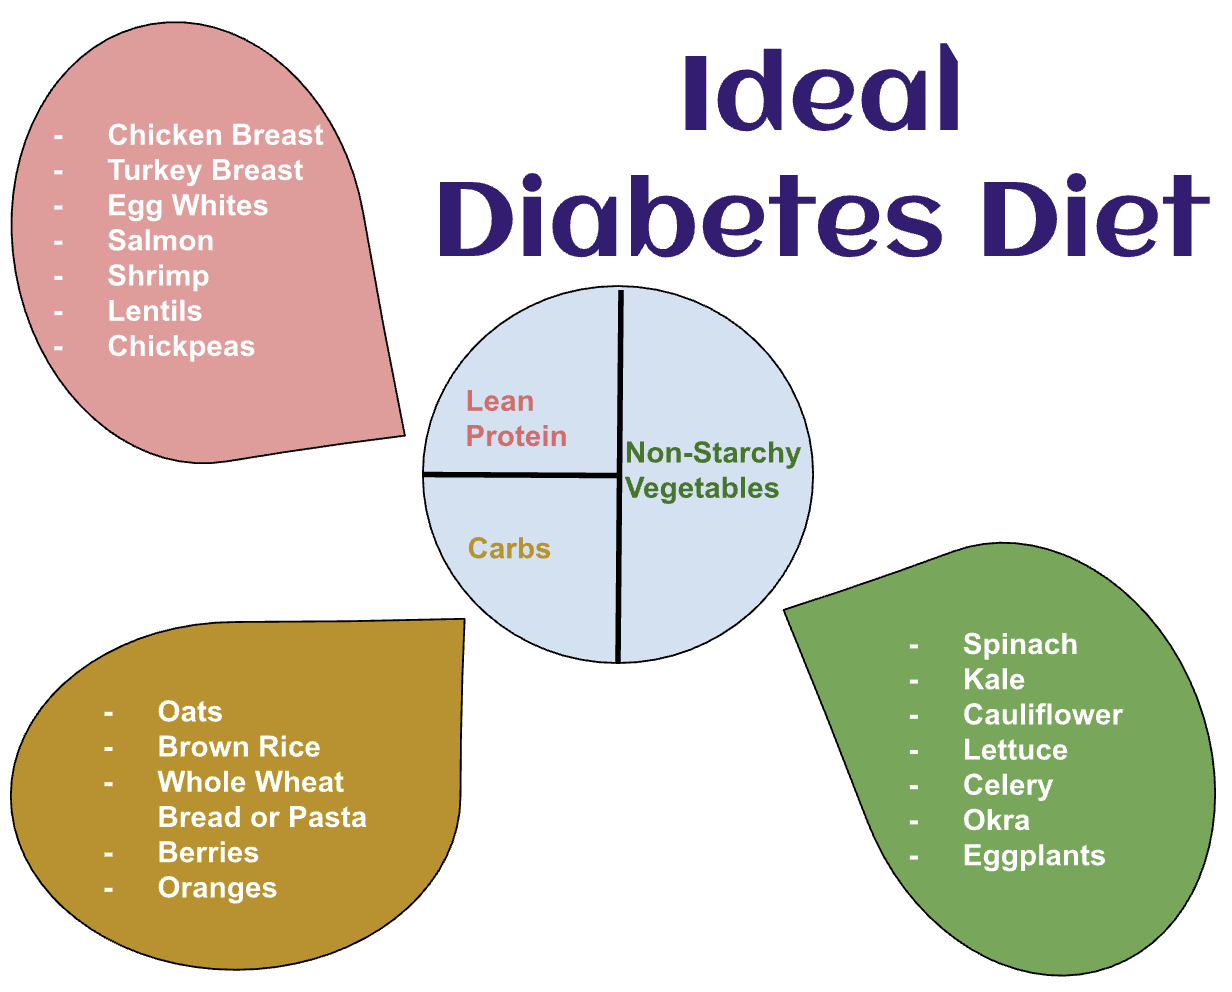 Ideal
Diabetes Diet
- Chicken Breast
- Turkey Breast
- Egg Whites
- Salmon
- Shrimp
- Lentils
- Chickpeas
Lean
Protein
Non-Starchy
Vegetables
Carbs
- Oats
- Brown Rice
- Whole Wheat
Bread or Pasta
- Berries
- Oranges
- Spinach
- Kale
- Cauliflower
- Lettuce
- Celery
- Okra
- Eggplants